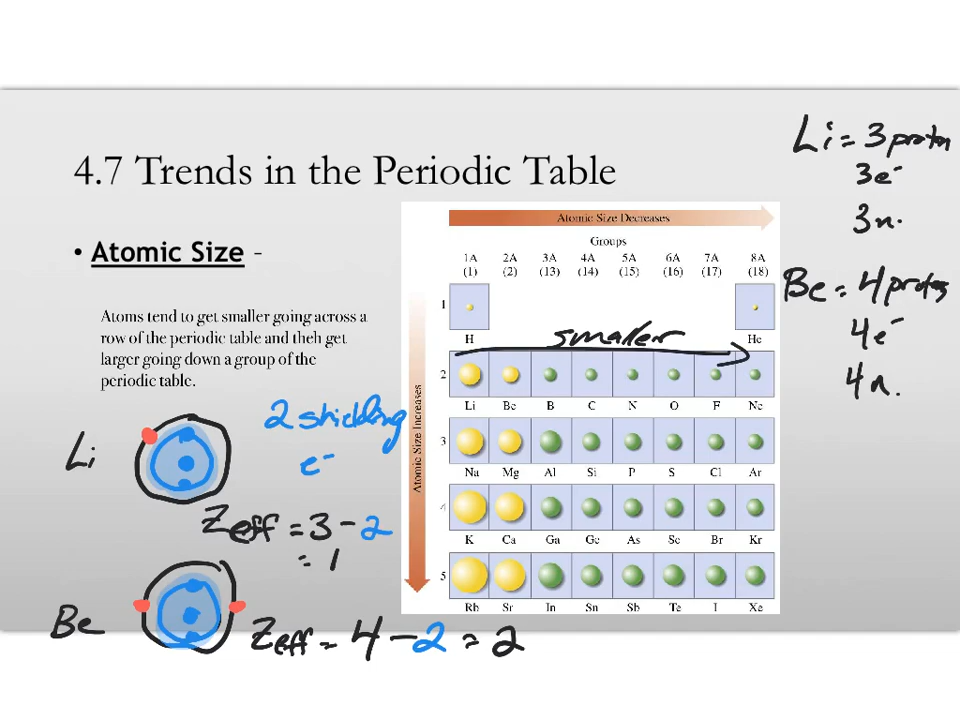 4.7 Trends in the Periodic Table
• Atomic Size –
Atoms tend to get smaller going across a
row of the periodic table and then get
larger going down a group of the
periodic table.
Li
2 shielding
e-
Zeff = 3 - 2
= 1
Be
Zeff = 4 - 2 = 2
Atomic Size Decreases
Groups
1A 2A 3A 4A 5A 6A 7A 8A
(1) (2) (13) (14) (15) (16) (17) (18)
Atomic Size Increases
1
H He
smaller
2
Li Be B C N O F Ne
3
Na Mg Al Si P S Cl Ar
4
K Ca Ga Ge As Se Br Kr
5
Rb Sr In Sn Sb Te I Xe
Li = 3 proton
3e-
3n.
Be = 4 protons
4e-
4n.